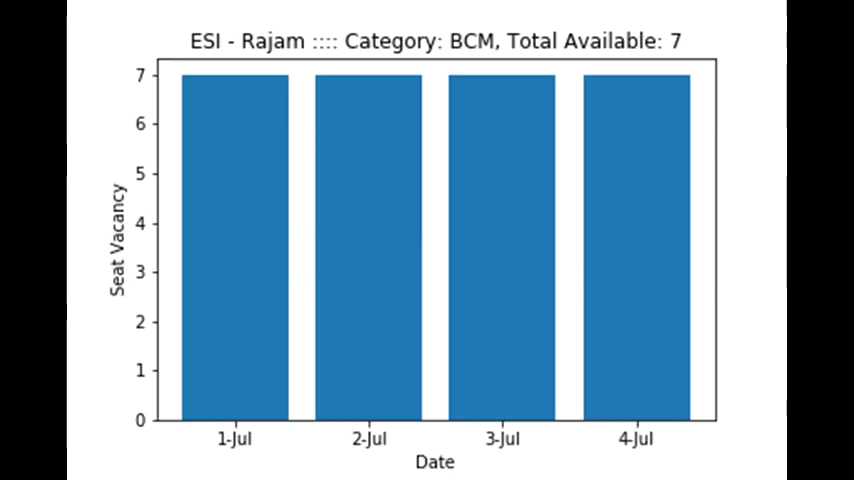 ESI - Rajam :::: Category: BCM, Total Available: 7
7
6
5
4
3
2
1
0
Seat Vacancy
1-Jul 2-Jul 3-Jul 4-Jul
Date